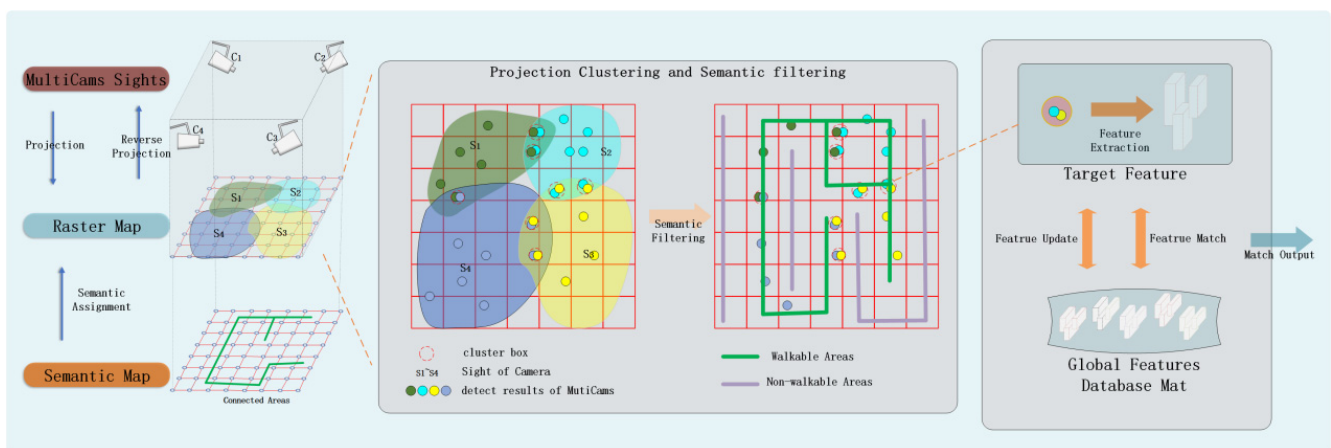 MultiCams Sights
Projection
Reverse
Projection
Raster Map
Semantic
Assignment
Semantic Map
C1
C2
C4
C3
S1
S2
S4
S3
Connected Areas
Projection Clustering and Semantic filtering
S1
S2
S4
S3
cluster box
S1~S4 Sight of Camera
detect results of MutiCams
Semantic
Filtering
Walkable Areas
Non-walkable Areas
Feature
Extraction
Target Feature
Featrue Update
Featrue Match
Match Output
Global Features
Database Mat